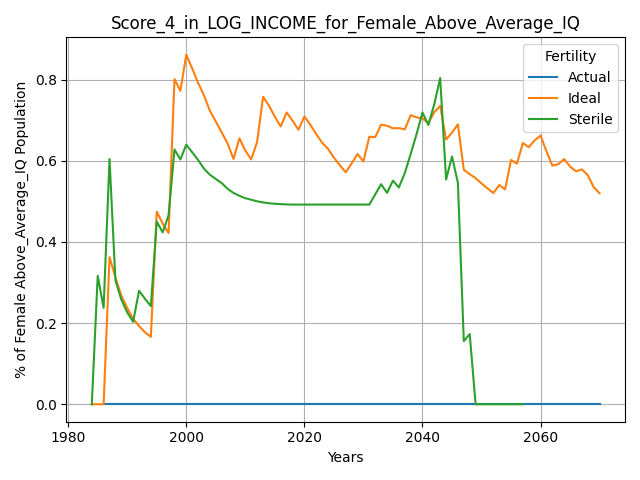 Score_4_in_LOG_INCOME_for_Female_Above_Average_IQ
% of Female Above_Average_IQ Population
0.8
0.6
0.4
0.2
0.0
Fertility
Actual
Ideal
Sterile
1980 2000 2020 2040 2060
Years